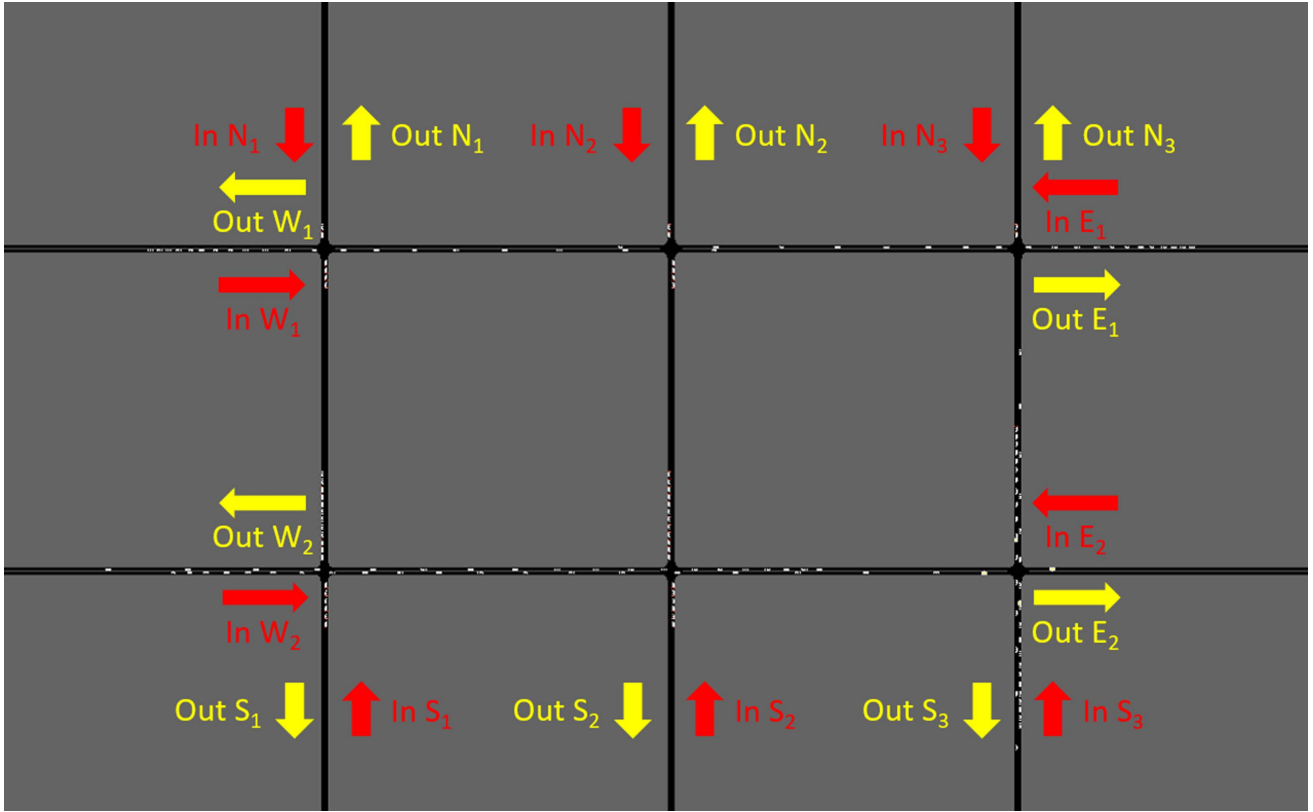 In N₁ Out N₁ In N₂ Out N₂ In N₃ Out N₃
Out W₁ In E₁
In W₁ Out E₁
Out W₂ In E₂
In W₂ Out E₂
Out S₁ In S₁ Out S₂ In S₂ Out S₃ In S₃